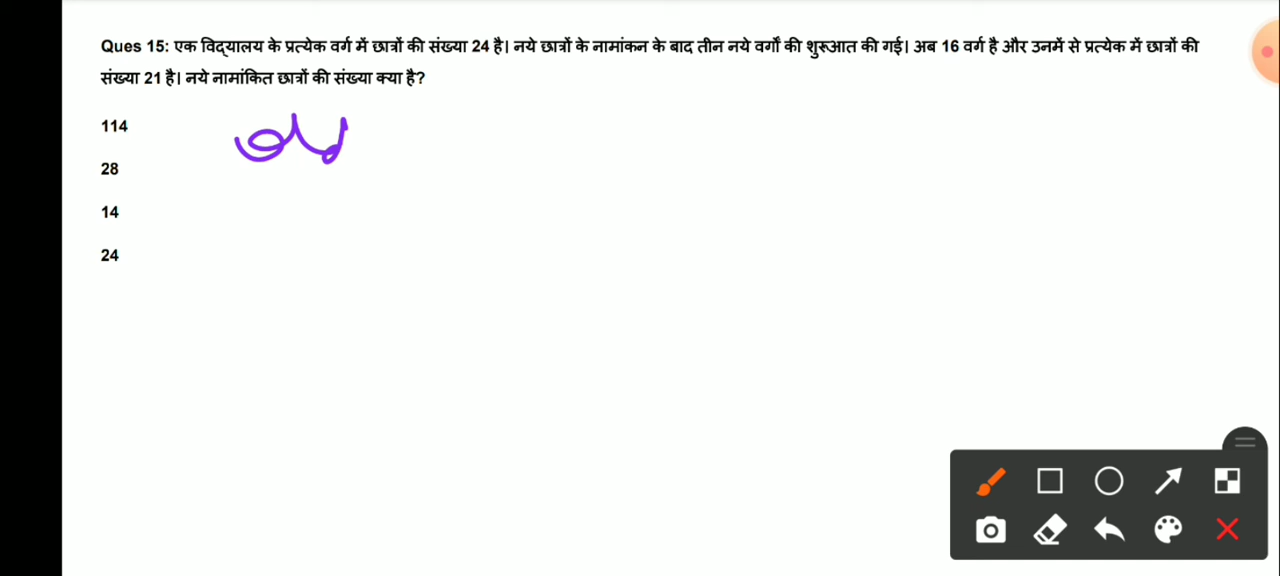 Ques 15: एक विद्यालय के प्रत्येक वर्ग में छात्रों की संख्या 24 है। नये छात्रों के नामांकन के बाद तीन नये वर्गों की शुरूआत की गई। अब 16 वर्ग है और उनमें से प्रत्येक में छात्रों की
संख्या 21 है। नये नामांकित छात्रों की संख्या क्या है?
114
28
14
24